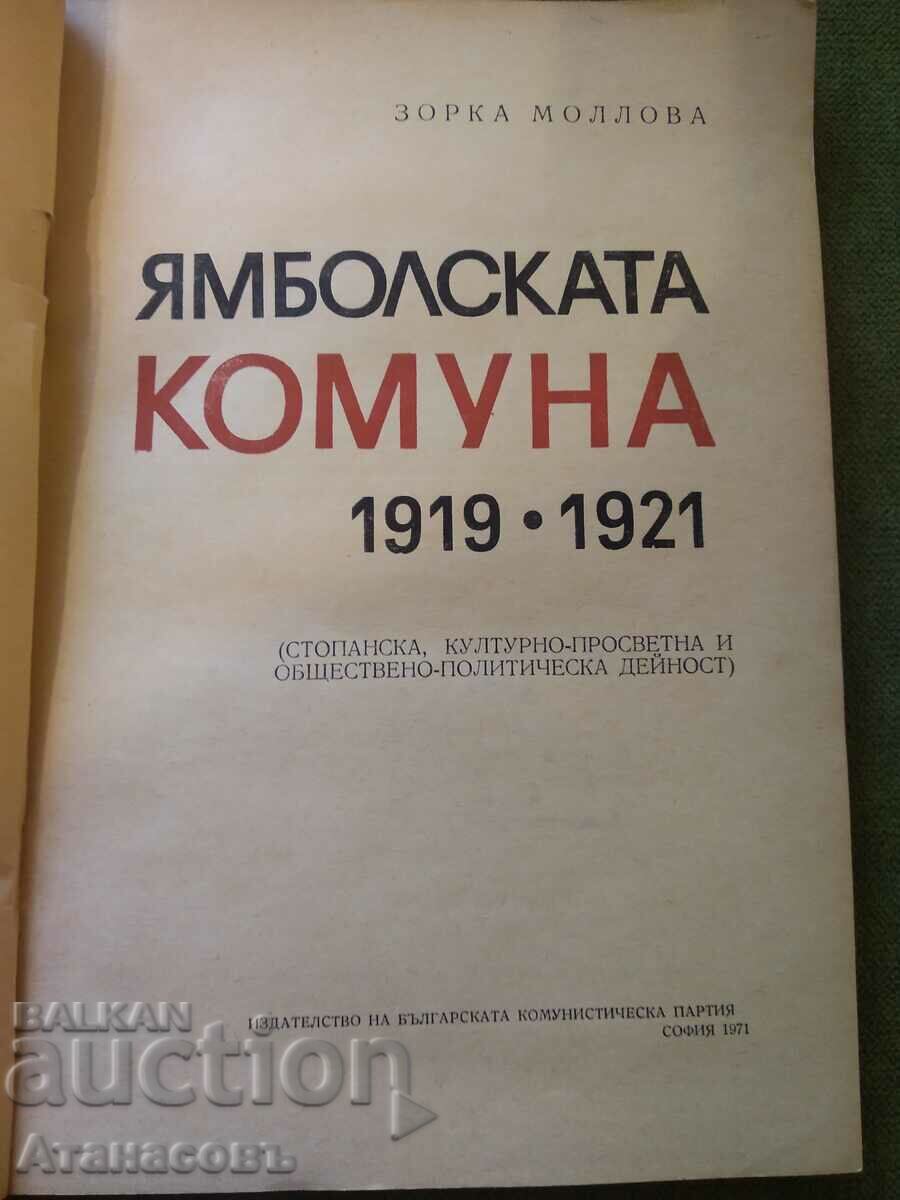 ЗОРКА МОЛЛОВА
ЯМБОЛСКАТА
КОМУНА
1919 • 1921
(СТОПАНСКА, КУЛТУРНО-ПРОСВЕТНА И
ОБЩЕСТВЕНО-ПОЛИТИЧЕСКА ДЕЙНОСТ)
ИЗДАТЕЛСТВО НА БЪЛГАРСКАТА КОМУНИСТИЧЕСКА ПАРТИЯ
СОФИЯ 1971
BALKAN
auction
Атанасовъ